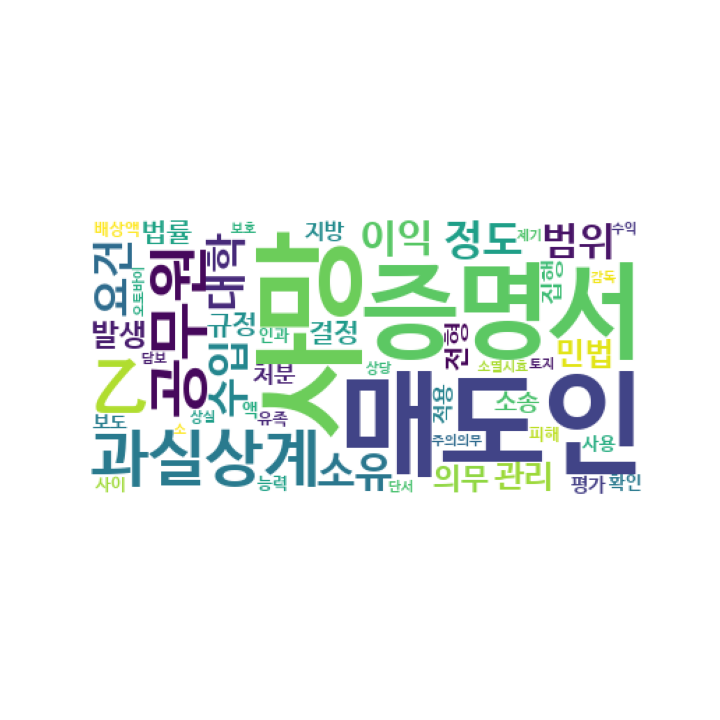 배상액
법률
보호
지방
이익
정도
제기
범위
수익
요건
오토바이
공무원
대학
사망
증명서
집행
감독
발생
규정
인과
결정
전형
민법
담보
수입
처분
상당
소멸시효
토지
乙
매도인
보도
상실
액
유족
적용
소송
소
과실상계
소유
주의의무
피해
사용
사이
능력
단서
의무
관리
평가
확인